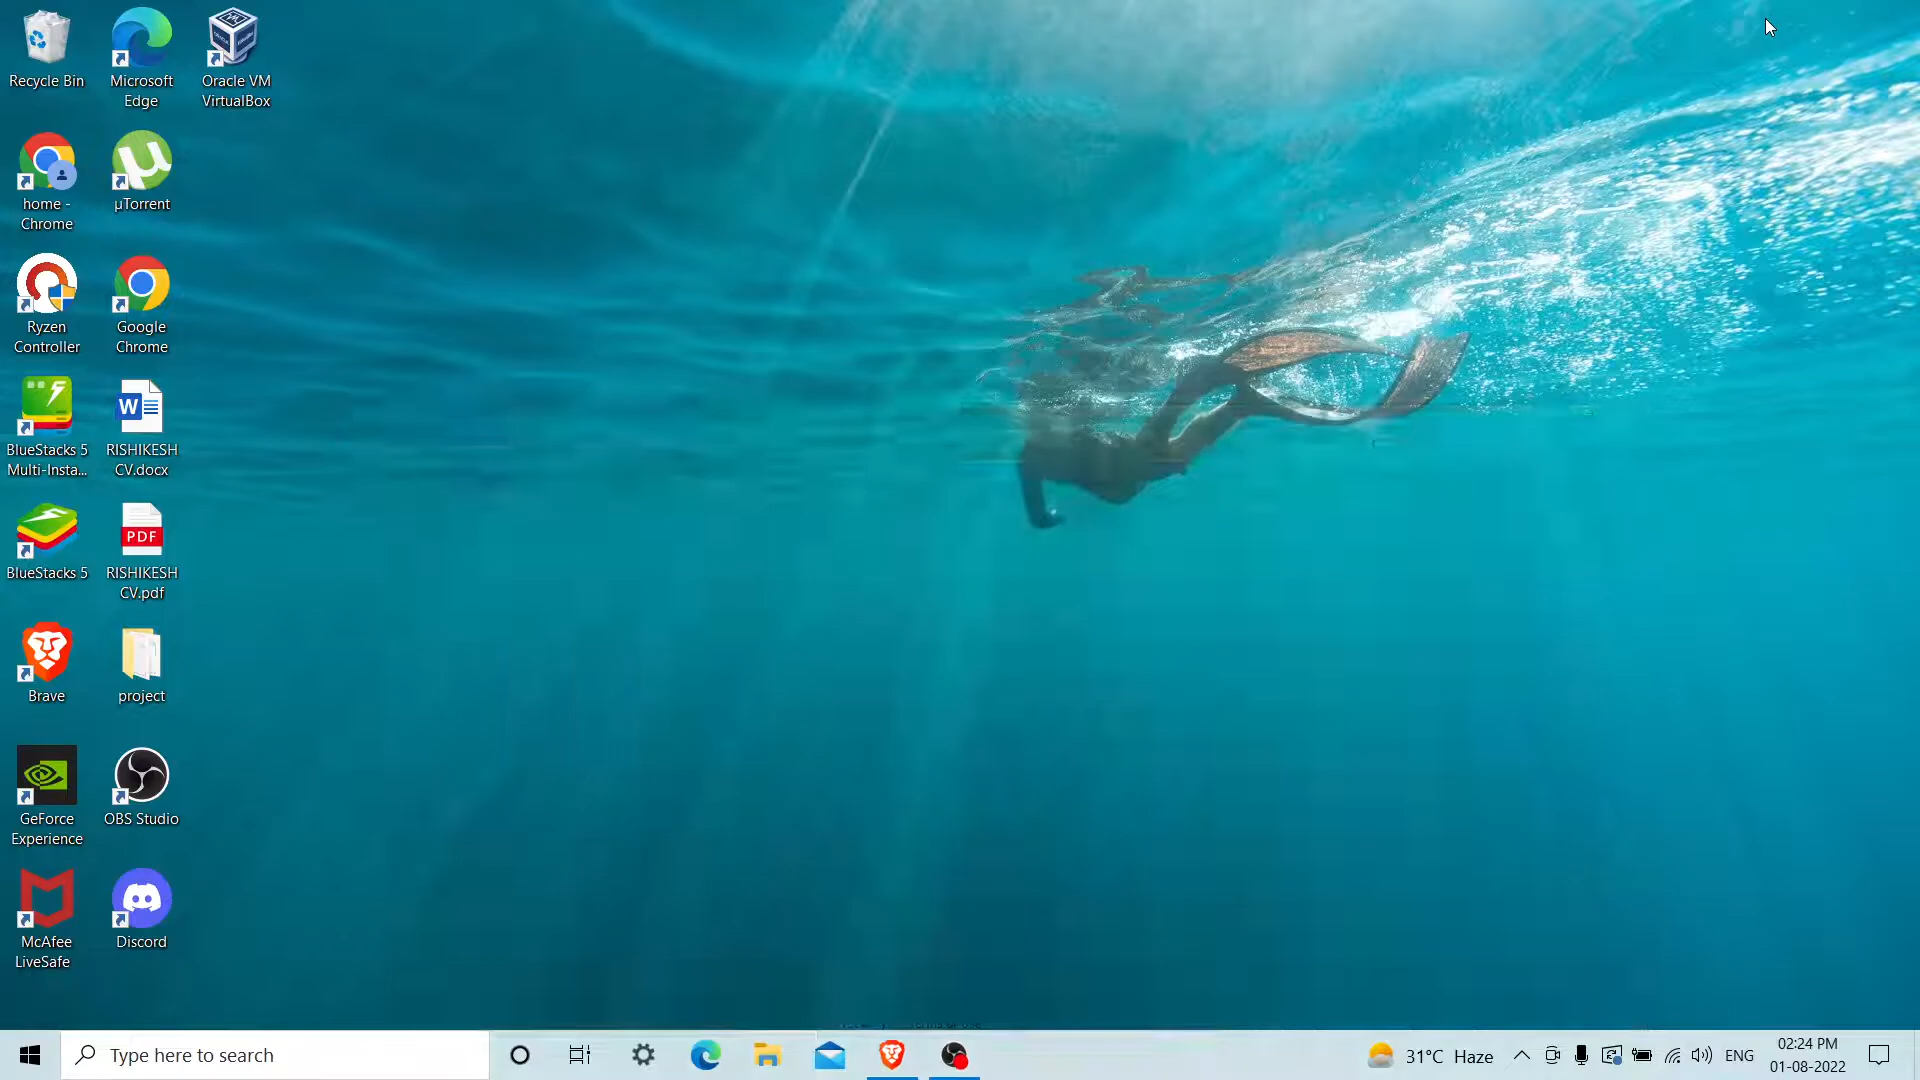 Recycle Bin
Microsoft
Edge
Oracle VM
VirtualBox
home -
Chrome
µTorrent
Ryzen
Controller
Google
Chrome
BlueStacks 5
Multi-Insta...
RISHIKESH
CV.docx
BlueStacks 5
PDF
RISHIKESH
CV.pdf
Brave
project
GeForce
Experience
OBS Studio
McAfee
LiveSafe
Discord
Type here to search
31°C Haze
ENG
02:24 PM
01-08-2022